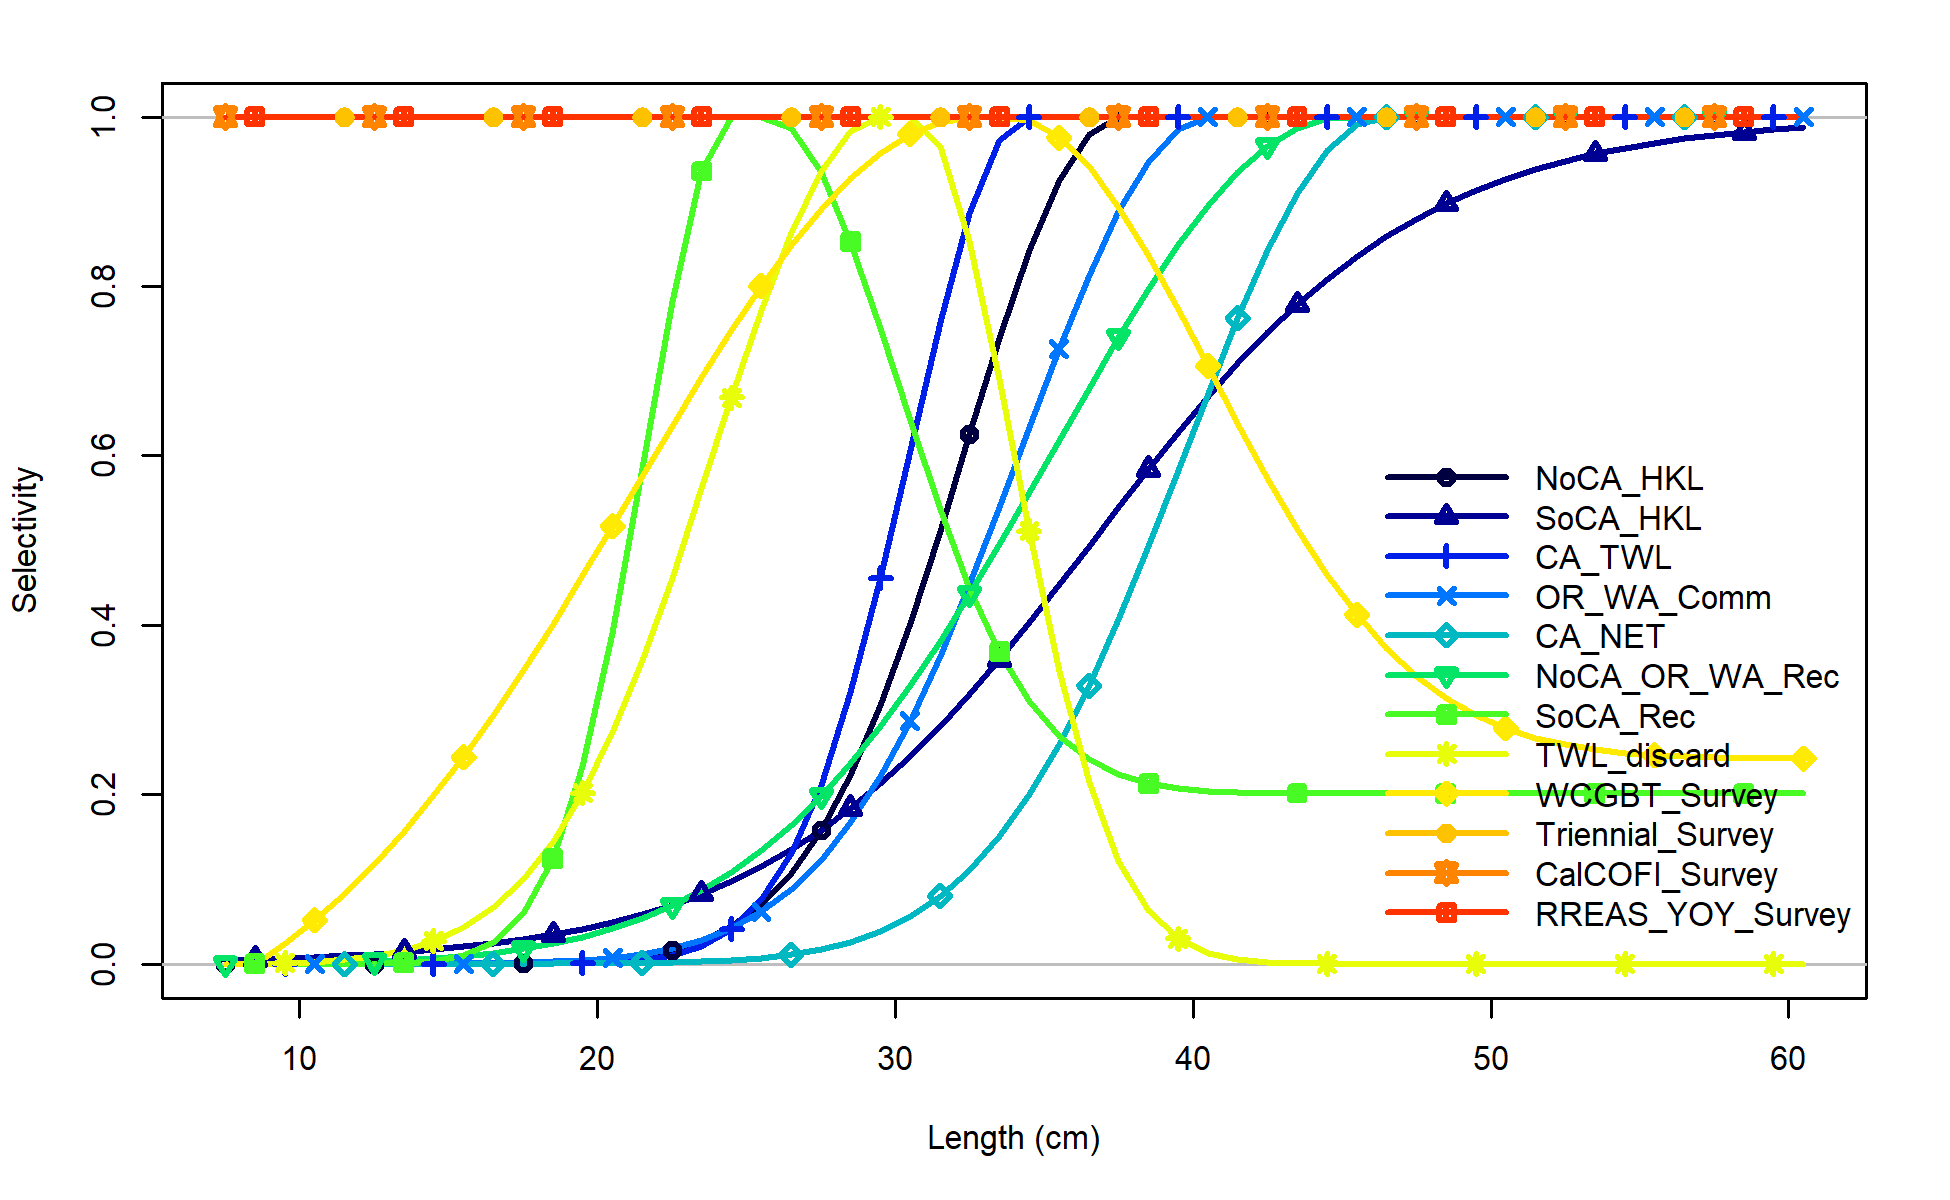 1.0
0.8
0.6
0.4
0.2
0.0
Selectivity
NoCA_HKL
SoCA_HKL
CA_TWL
OR_WA_Comm
CA_NET
NoCA_OR_WA_Rec
SoCA_Rec
TWL_discard
WCGBT_Survey
Triennial_Survey
CalCOFI_Survey
RREAS_YOY_Survey
10 20 30 40 50 60
Length (cm)